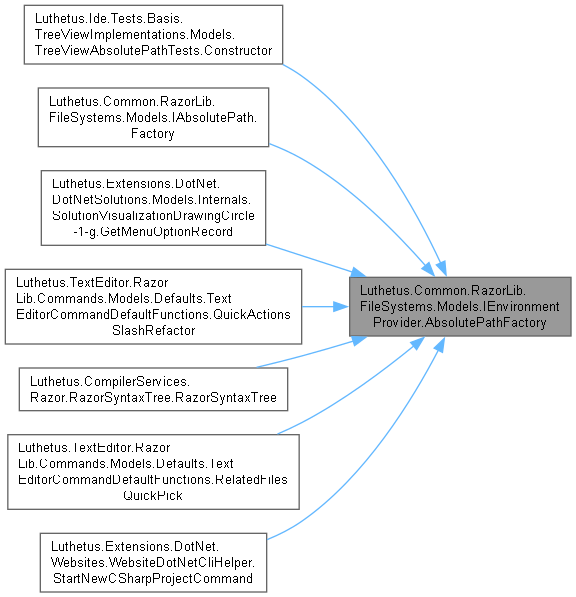 Luthetus.Ide.Tests.Basis.
TreeViewImplementations.Models.
TreeViewAbsolutePathTests.Constructor
Luthetus.Common.RazorLib.
FileSystems.Models.IAbsolutePath.
Factory
Luthetus.Extensions.DotNet.
DotNetSolutions.Models.Internals.
SolutionVisualizationDrawingCircle
-1-g.GetMenuOptionRecord
Luthetus.TextEditor.Razor
Lib.Commands.Models.Defaults.Text
EditorCommandDefaultFunctions.QuickActions
SlashRefactor
Luthetus.CompilerServices.
Razor.RazorSyntaxTree.RazorSyntaxTree
Luthetus.TextEditor.Razor
Lib.Commands.Models.Defaults.Text
EditorCommandDefaultFunctions.RelatedFiles
QuickPick
Luthetus.Extensions.DotNet.
Websites.WebsiteDotNetCliHelper.
StartNewCSharpProjectCommand
Luthetus.Common.RazorLib.
FileSystems.Models.IEnvironment
Provider.AbsolutePathFactory